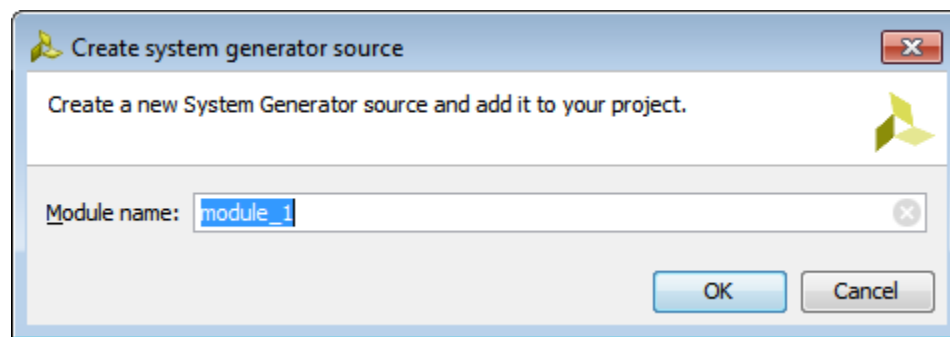 Create system generator source
Create a new System Generator source and add it to your project.
Module name: module_1
OK Cancel